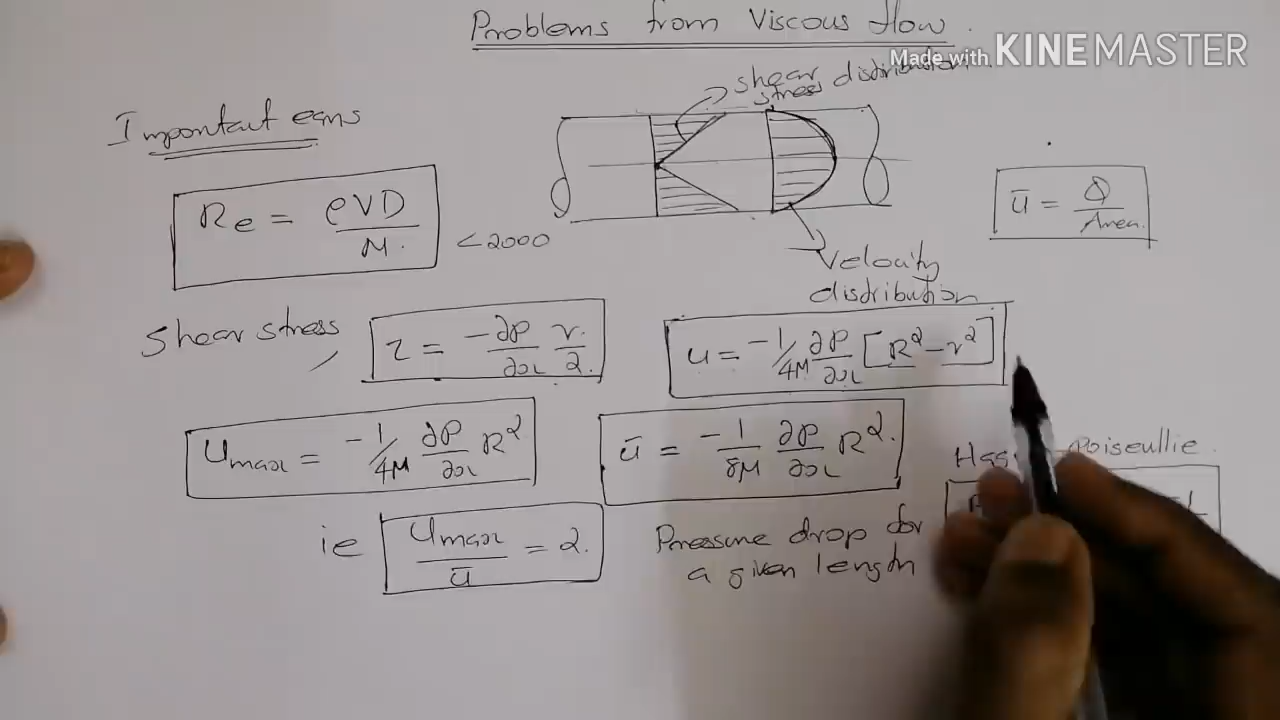 Problems from Viscous flow.
Made with KINEMASTER
shear
stress distribution
Important eqns
Re = ρVD / μ. <2000
ū = Q / Area.
Velocity
distribution
Shear stress τ = -∂P/∂x r/2.
u = -1/4μ ∂P/∂x [R² - r²]
Umax = -1/4μ ∂P/∂x R²
ū = -1/8μ ∂P/∂x R².
Poiseullie
ie Umax / ū = 2.
Pressure drop for
a given length
L